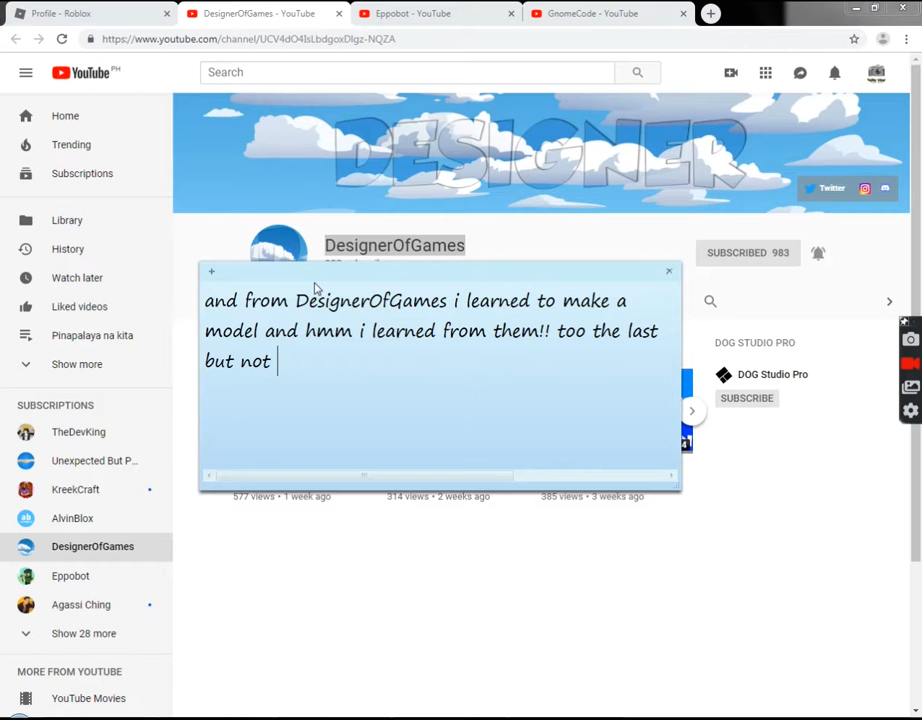 Profile - Roblox
DesignerOfGames - YouTube
Eppobot - YouTube
GnomeCode - YouTube
https://www.youtube.com/channel/UCV4dO4IsLbdgoxDlgz-NQZA
YouTube PH
Search
Home
Trending
Subscriptions
Library
History
Watch later
Liked videos
Pinapalaya na kita
Show more
SUBSCRIPTIONS
TheDevKing
Unexpected But P...
KreekCraft
AlvinBlox
DesignerOfGames
Eppobot
Agassi Ching
Show 28 more
MORE FROM YOUTUBE
YouTube Movies
DESIGNER
Twitter
DesignerOfGames
SUBSCRIBED 983
and from DesignerOfGames i learned to make a
model and hmm i learned from them!! too the last
but not
DOG STUDIO PRO
DOG Studio Pro
SUBSCRIBE
577 views • 1 week ago
314 views • 2 weeks ago
385 views • 3 weeks ago